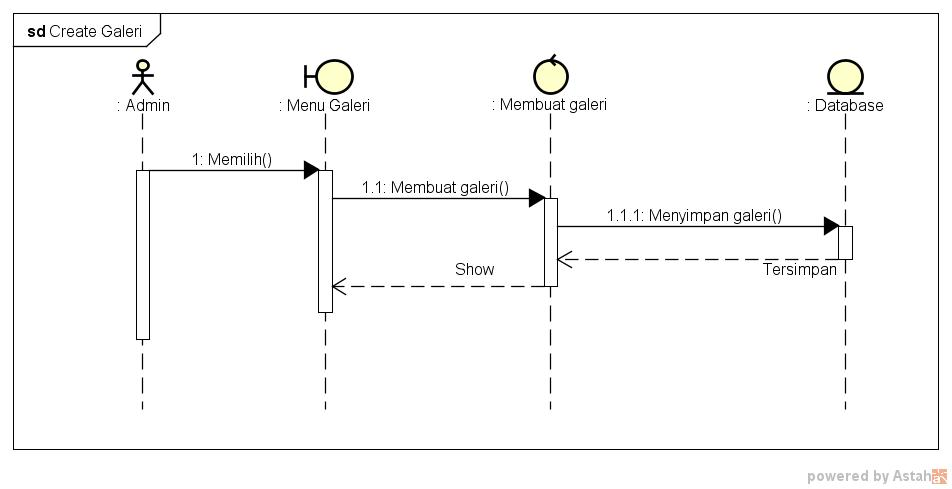 sd Create Galeri
: Admin
: Menu Galeri
: Membuat galeri
: Database
1: Memilih()
1.1: Membuat galeri()
1.1.1: Menyimpan galeri()
Tersimpan
Show
powered by Astah